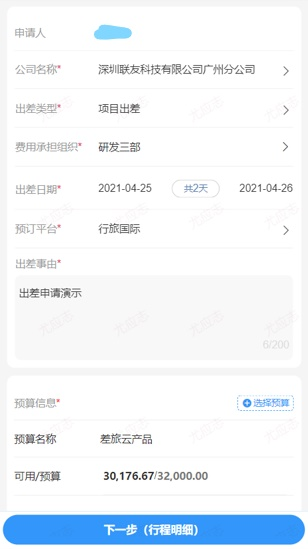 申请人
公司名称* 深圳联友科技有限公司广州分公司
出差类型* 项目出差
费用承担组织* 研发三部
出差日期* 2021-04-25 共2天 2021-04-26
预订平台* 行旅国际
出差事由*
出差申请演示
6/200
预算信息* 选择预算
预算名称 差旅云产品
可用/预算 30,176.67/32,000.00
下一步（行程明细）